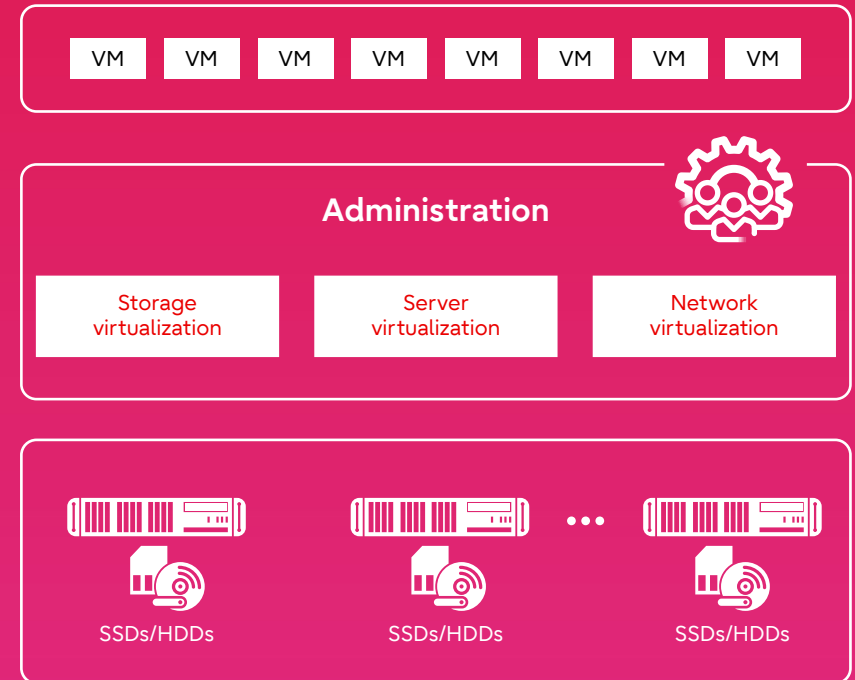 VM VM VM VM VM VM VM VM
Administration
Storage
virtualization
Server
virtualization
Network
virtualization
SSDs/HDDs SSDs/HDDs SSDs/HDDs